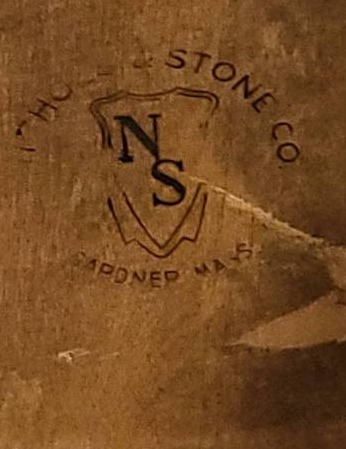 & STONE CO.
N
S
GARDNER MASS.